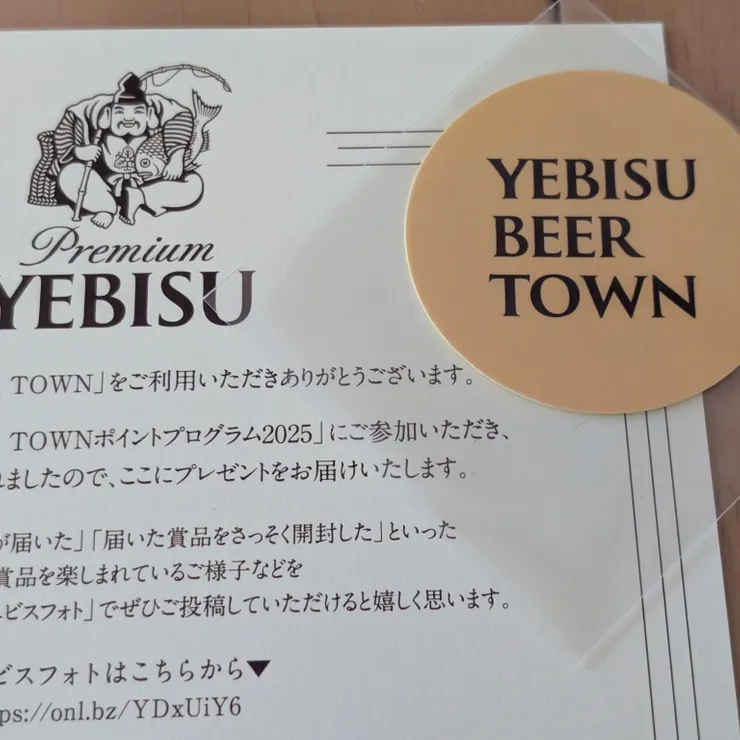 Premium
YEBISU
YEBISU
BEER
TOWN
TOWN」をご利用いただきありがとうございます。
TOWNポイントプログラム2025」にご参加いただき、
れましたので、ここにプレゼントをお届けいたします。
が届いた」「届いた賞品をさっそく開封した」といった
賞品を楽しまれているご様子などを
ビスフォト」でぜひご投稿していただけると嬉しく思います。
ビスフォトはこちらから▼
ps://onl.bz/YDxUiY6